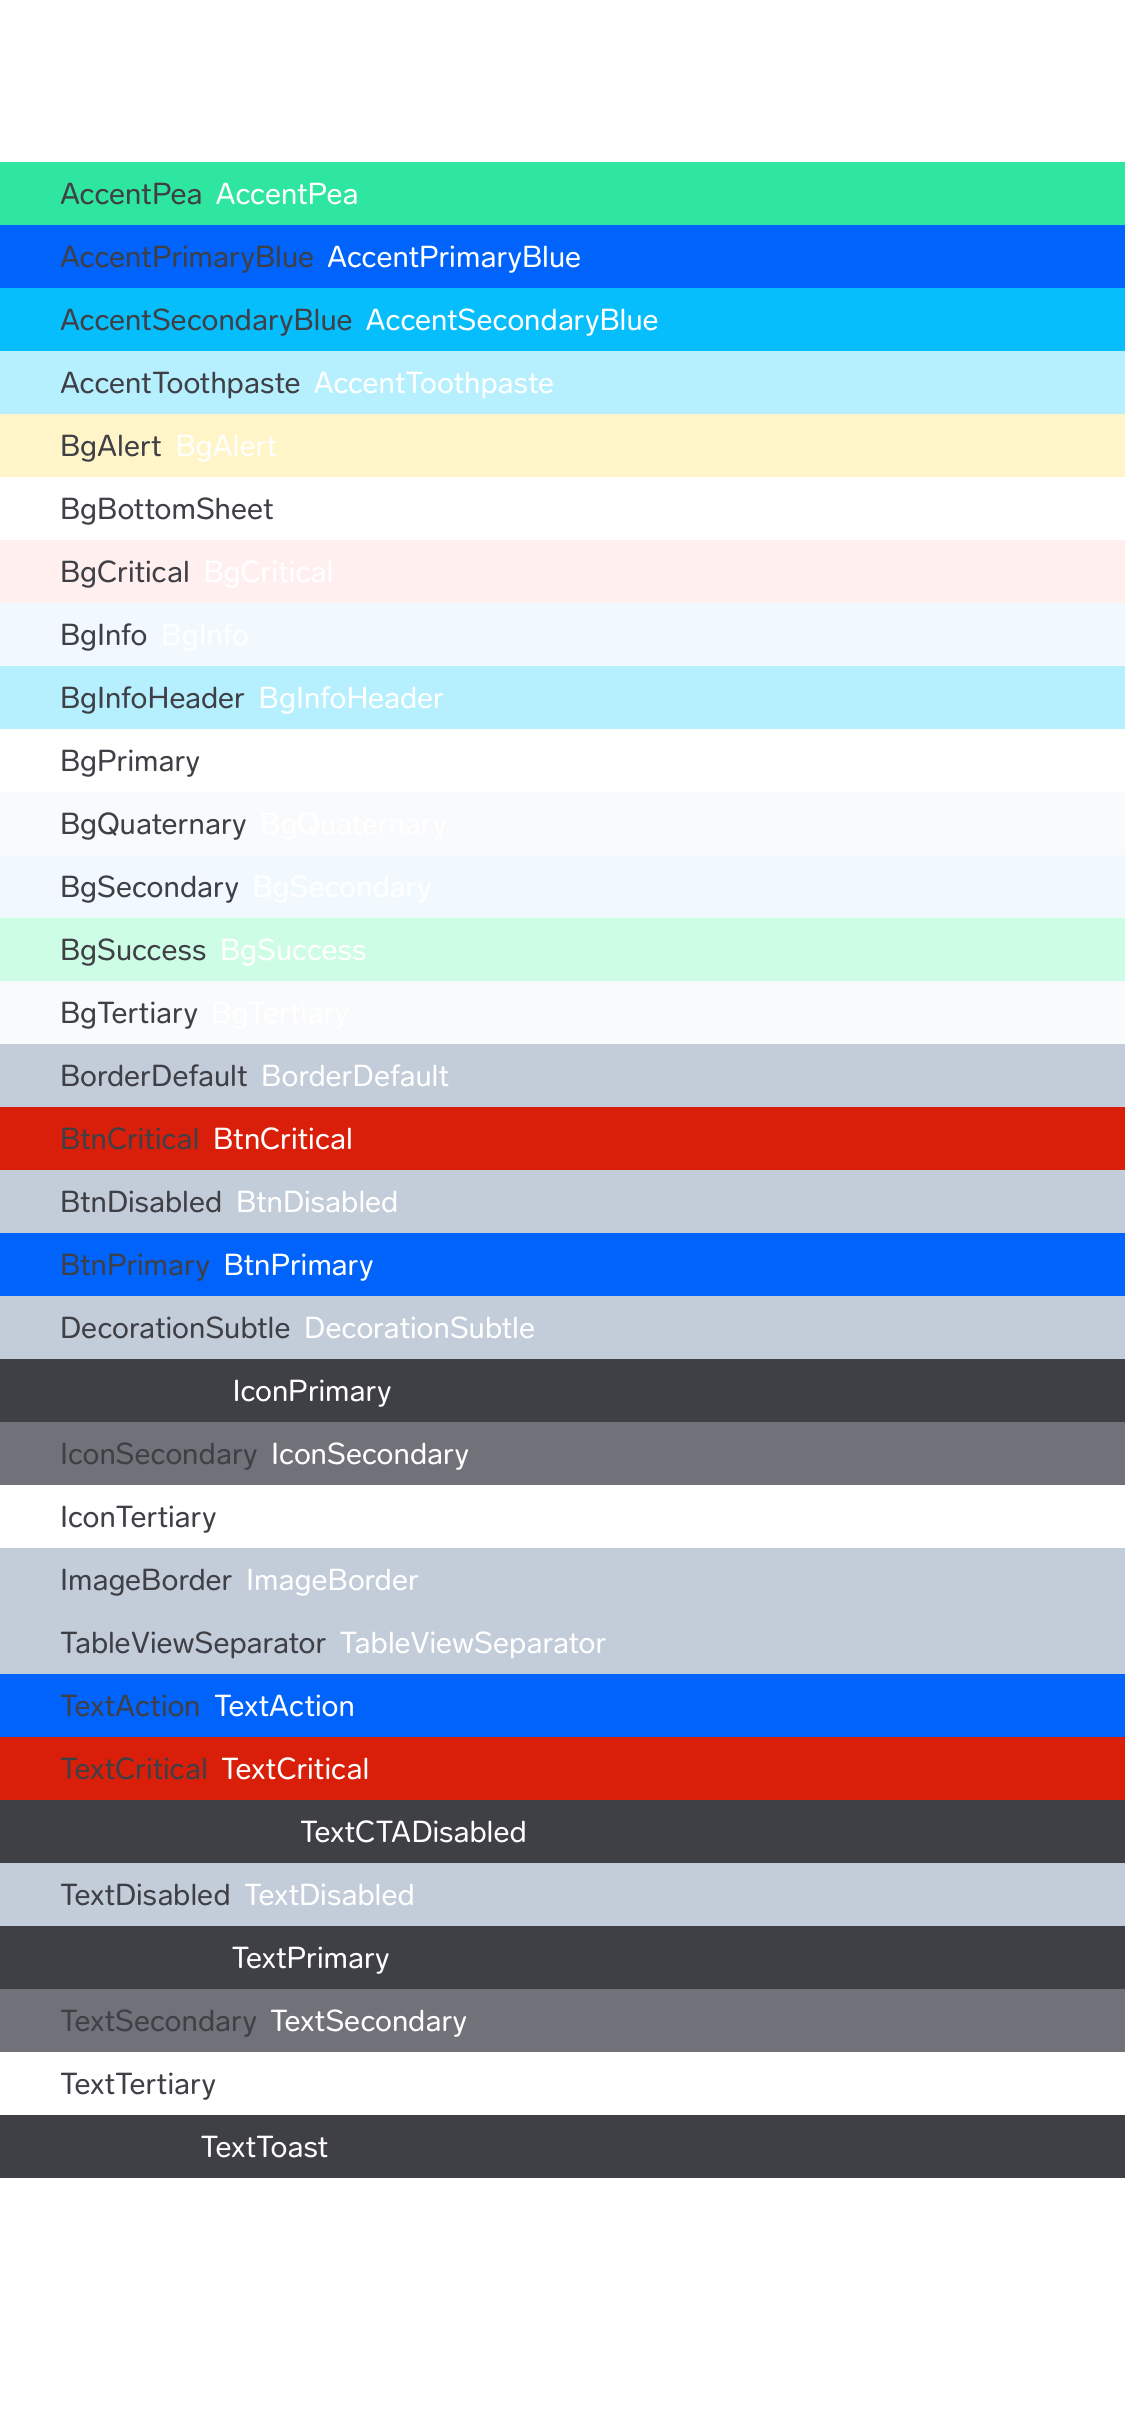 AccentPea AccentPea
AccentPrimaryBlue AccentPrimaryBlue
AccentSecondaryBlue AccentSecondaryBlue
AccentToothpaste AccentToothpaste
BgAlert BgAlert
BgBottomSheet
BgCritical BgCritical
BgInfo BgInfo
BgInfoHeader BgInfoHeader
BgPrimary
BgQuaternary BgQuaternary
BgSecondary BgSecondary
BgSuccess BgSuccess
BgTertiary BgTertiary
BorderDefault BorderDefault
BtnCritical BtnCritical
BtnDisabled BtnDisabled
BtnPrimary BtnPrimary
DecorationSubtle DecorationSubtle
IconPrimary
IconSecondary IconSecondary
IconTertiary
ImageBorder ImageBorder
TableViewSeparator TableViewSeparator
TextAction TextAction
TextCritical TextCritical
TextCTADisabled
TextDisabled TextDisabled
TextPrimary
TextSecondary TextSecondary
TextTertiary
TextToast